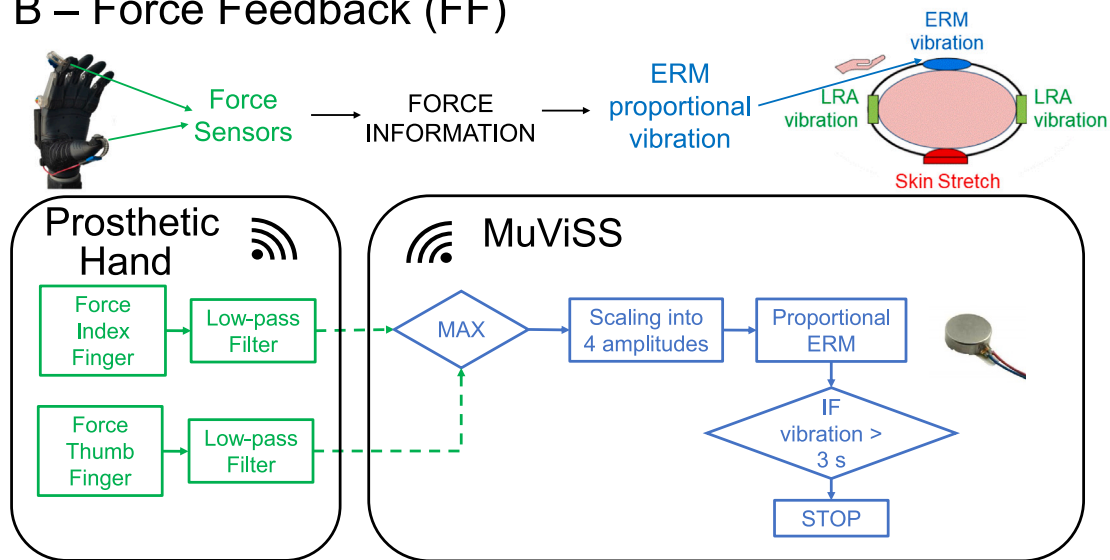 B – Force Feedback (FF)
Force
Sensors
FORCE
INFORMATION
ERM
proportional
vibration
ERM
vibration
LRA
vibration
LRA
vibration
Skin Stretch
Prosthetic
Hand
Force
Index
Finger
Low-pass
Filter
Force
Thumb
Finger
Low-pass
Filter
MuViSS
MAX
Scaling into
4 amplitudes
Proportional
ERM
IF
vibration >
3 s
STOP